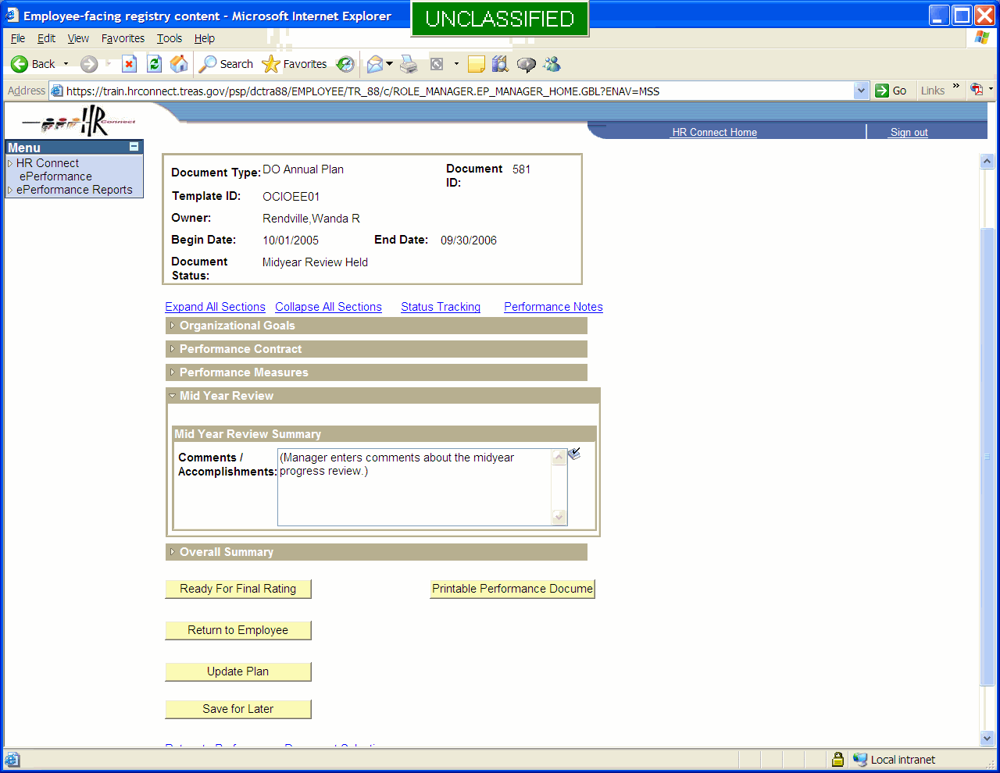 Employee-facing registry content - Microsoft Internet Explorer
UNCLASSIFIED
File Edit View Favorites Tools Help
Back Search Favorites
Address https://train.hrconnect.treas.gov/psp/dctra88/EMPLOYEE/TR_88/c/ROLE_MANAGER.EP_MANAGER_HOME.GBL?ENAV=MSS Go Links »
HR Connect
HR Connect Home Sign out
Menu
HR Connect
ePerformance
ePerformance Reports
Document Type: DO Annual Plan Document ID: 581
Template ID: OCIOEE01
Owner: Rendville,Wanda R
Begin Date: 10/01/2005 End Date: 09/30/2006
Document Status: Midyear Review Held
Expand All Sections Collapse All Sections Status Tracking Performance Notes
Organizational Goals
Performance Contract
Performance Measures
Mid Year Review
Mid Year Review Summary
Comments / Accomplishments:
(Manager enters comments about the midyear
progress review.)
Overall Summary
Ready For Final Rating Printable Performance Docume
Return to Employee
Update Plan
Save for Later
Local intranet